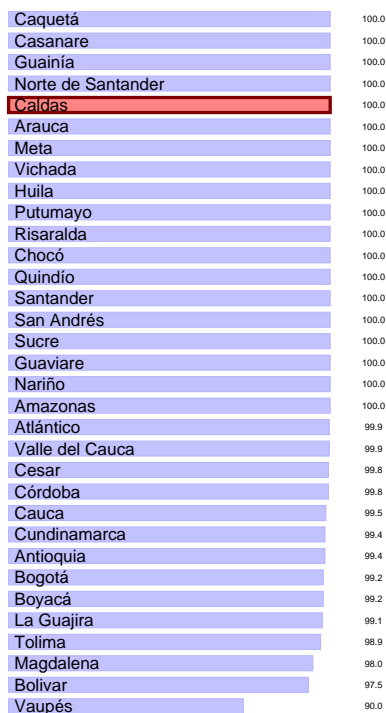 Caquetá 100.0
Casanare 100.0
Guainía 100.0
Norte de Santander 100.0
Caldas 100.0
Arauca 100.0
Meta 100.0
Vichada 100.0
Huila 100.0
Putumayo 100.0
Risaralda 100.0
Chocó 100.0
Quindío 100.0
Santander 100.0
San Andrés 100.0
Sucre 100.0
Guaviare 100.0
Nariño 100.0
Amazonas 100.0
Atlántico 99.9
Valle del Cauca 99.9
Cesar 99.8
Córdoba 99.8
Cauca 99.5
Cundinamarca 99.4
Antioquia 99.4
Bogotá 99.2
Boyacá 99.2
La Guajira 99.1
Tolima 98.9
Magdalena 98.0
Bolivar 97.5
Vaupés 90.0